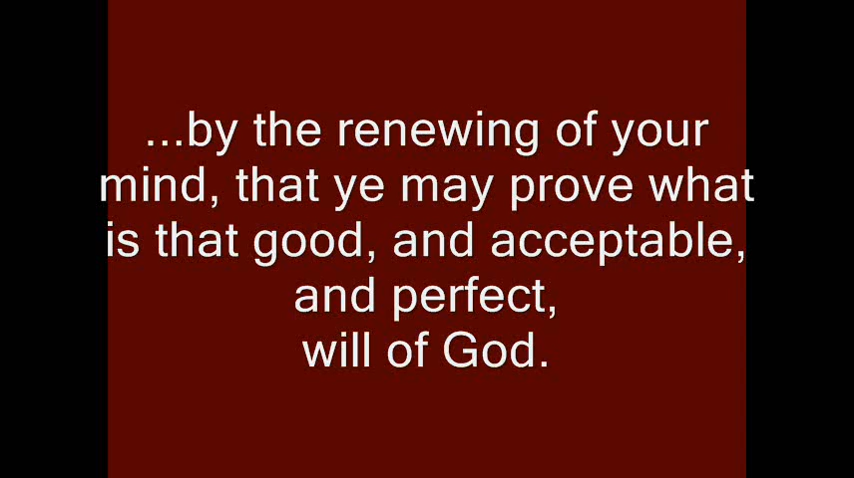 ...by the renewing of your
mind, that ye may prove what
is that good, and acceptable,
and perfect,
will of God.